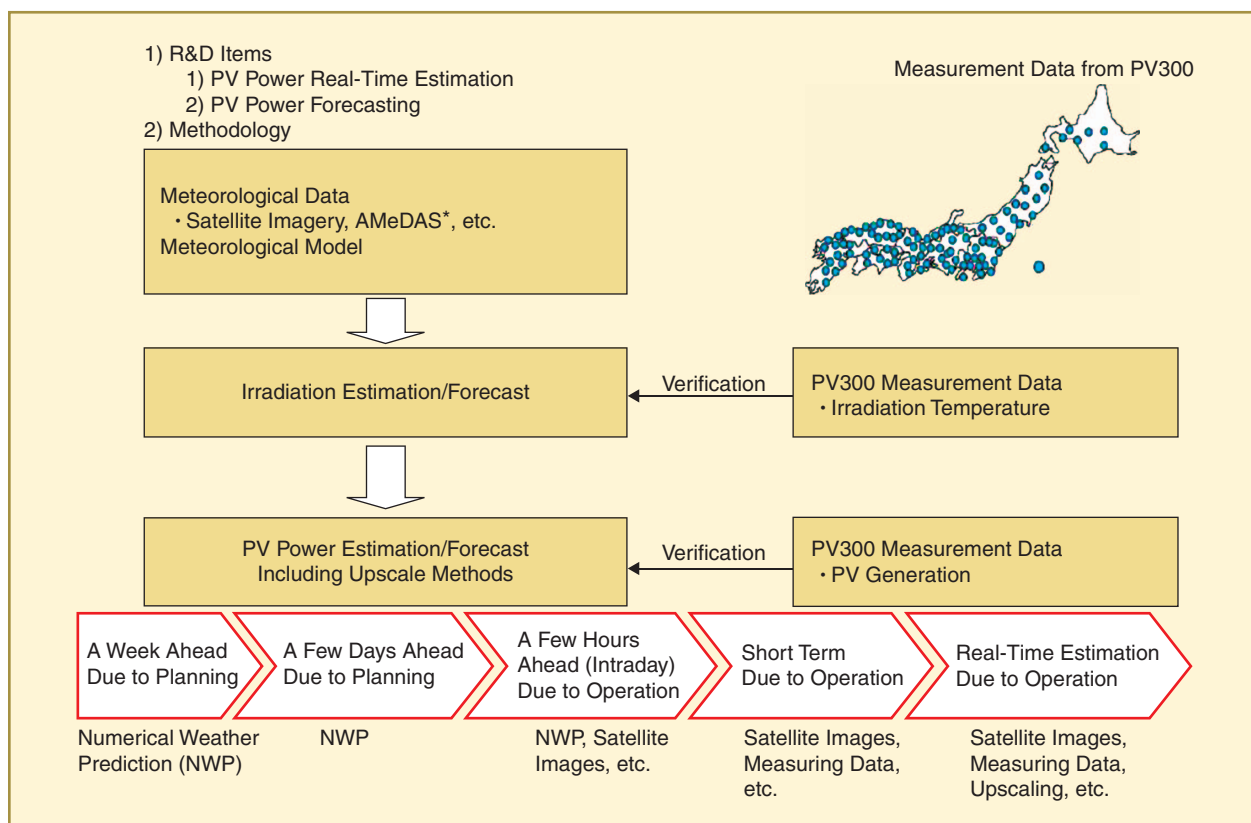 1) R&D Items
1) PV Power Real-Time Estimation
2) PV Power Forecasting
2) Methodology
Measurement Data from PV300
Meteorological Data
· Satellite Imagery, AMeDAS*, etc.
Meteorological Model
Irradiation Estimation/Forecast
Verification
PV300 Measurement Data
· Irradiation Temperature
PV Power Estimation/Forecast
Including Upscale Methods
Verification
PV300 Measurement Data
· PV Generation
A Week Ahead
Due to Planning
A Few Days Ahead
Due to Planning
A Few Hours
Ahead (Intraday)
Due to Operation
Short Term
Due to Operation
Real-Time Estimation
Due to Operation
Numerical Weather
Prediction (NWP)
NWP
NWP, Satellite
Images, etc.
Satellite Images,
Measuring Data,
etc.
Satellite Images,
Measuring Data,
Upscaling, etc.